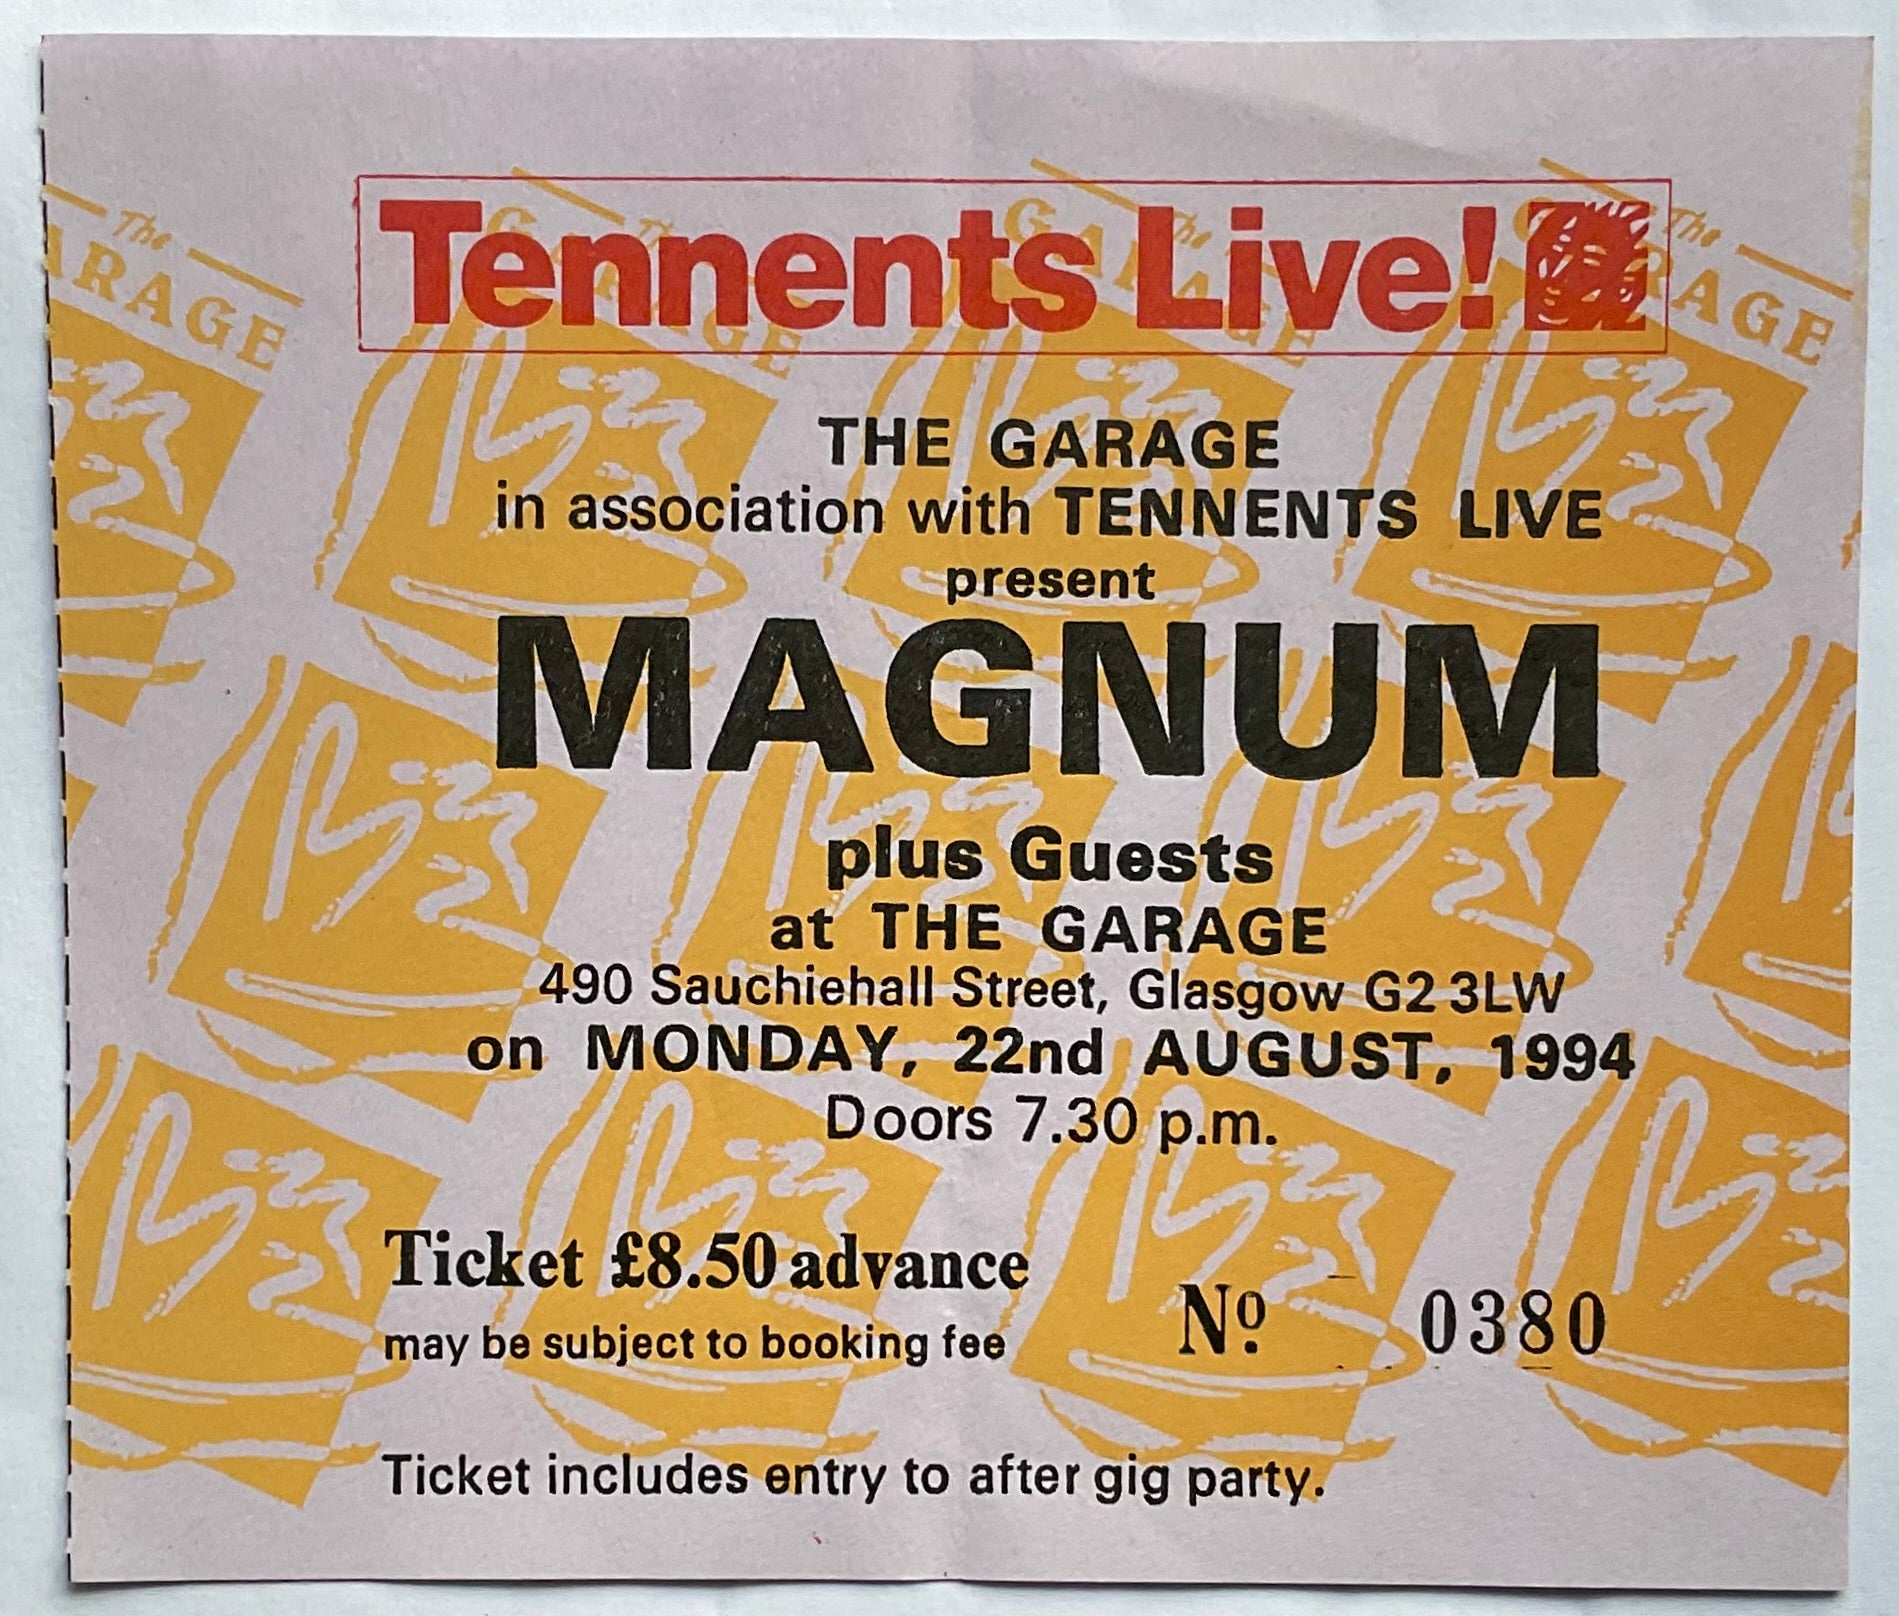 Tennents Live!
The
GARAGE
THE GARAGE
in association with TENNENTS LIVE
present
MAGNUM
plus Guests
at THE GARAGE
490 Sauchiehall Street, Glasgow G2 3LW
on MONDAY, 22nd AUGUST, 1994
Doors 7.30 p.m.
Ticket £8.50 advance
may be subject to booking fee
Nº 0380
Ticket includes entry to after gig party.